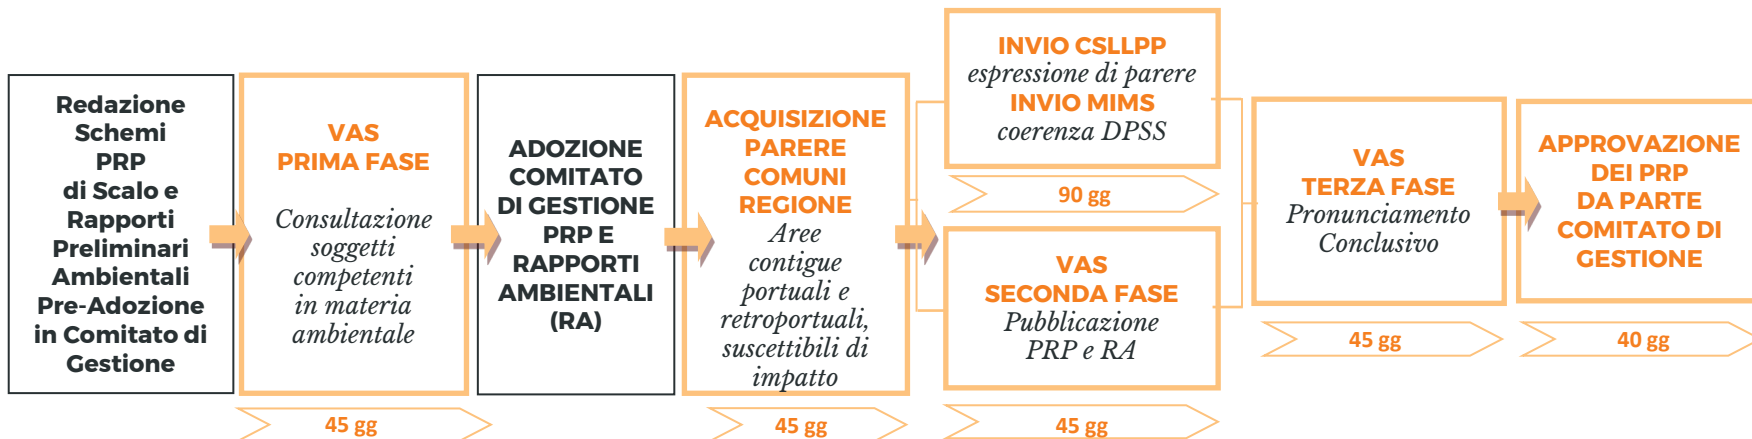 Redazione
Schemi
PRP
di Scalo e
Rapporti
Preliminari
Ambientali
Pre-Adozione
in Comitato di
Gestione
VAS
PRIMA FASE
Consultazione
soggetti
competenti
in materia
ambientale
45 gg
ADOZIONE
COMITATO
DI GESTIONE
PRP E
RAPPORTI
AMBIENTALI
(RA)
ACQUISIZIONE
PARERE
COMUNI
REGIONE
Aree
contigue
portuali e
retroportuali,
suscettibili di
impatto
45 gg
INVIO CSLLPP
espressione di parere
INVIO MIMS
coerenza DPSS
90 gg
VAS
SECONDA FASE
Pubblicazione
PRP e RA
45 gg
VAS
TERZA FASE
Pronunciamento
Conclusivo
45 gg
APPROVAZIONE
DEI PRP
DA PARTE
COMITATO DI
GESTIONE
40 gg